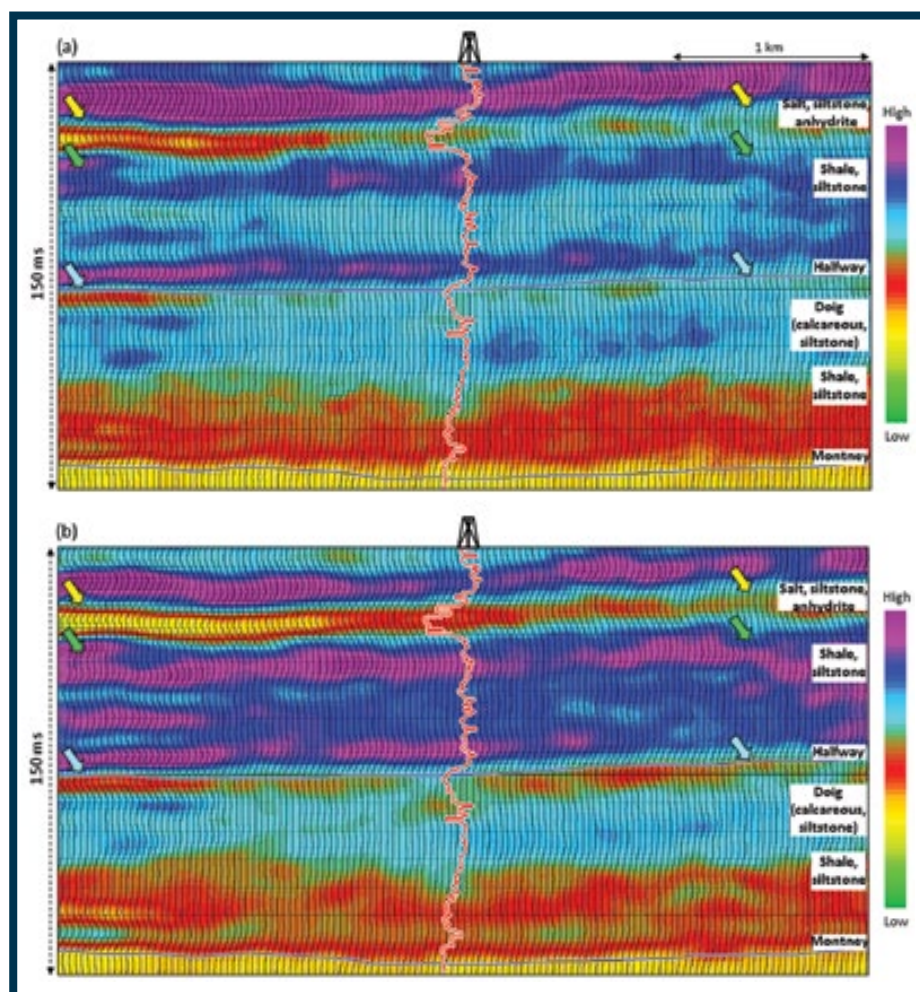 (a)
1 km
High
Salt, siltstone,
anhydrite
Shale,
siltstone
150 ms
Halfway
Doig
(calcareous,
siltstone)
Shale,
siltstone
Low
Montney
(b)
High
Salt, siltstone,
anhydrite
Shale,
siltstone
150 ms
Halfway
Doig
(calcareous,
siltstone)
Shale,
siltstone
Low
Montney